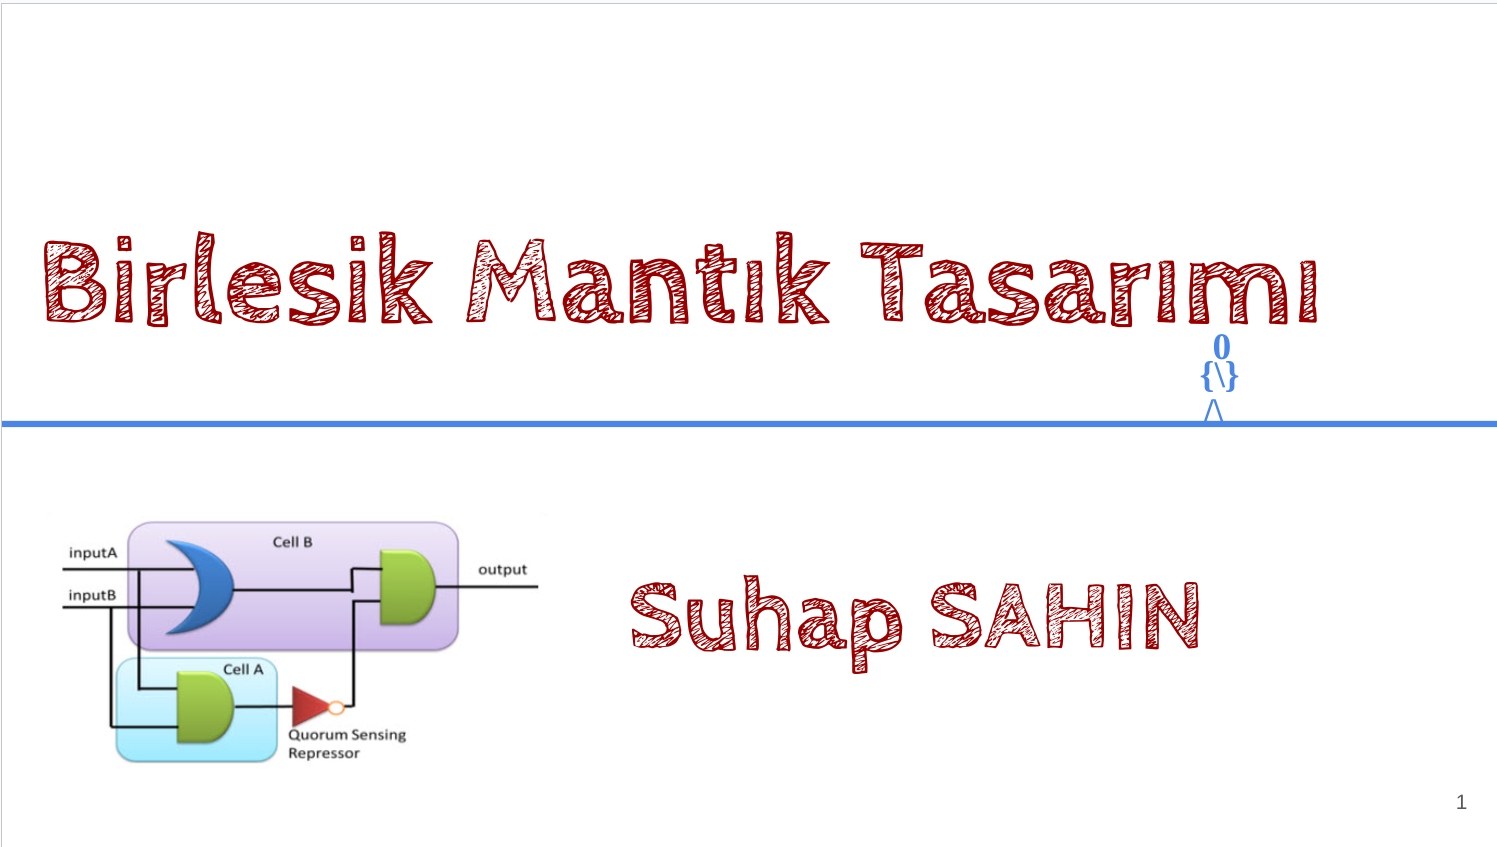 Birlesik Mantık Tasarımı
0
{\}
/\
Cell B
inputA
output
inputB
Cell A
Quorum Sensing
Repressor
Suhap SAHIN
1